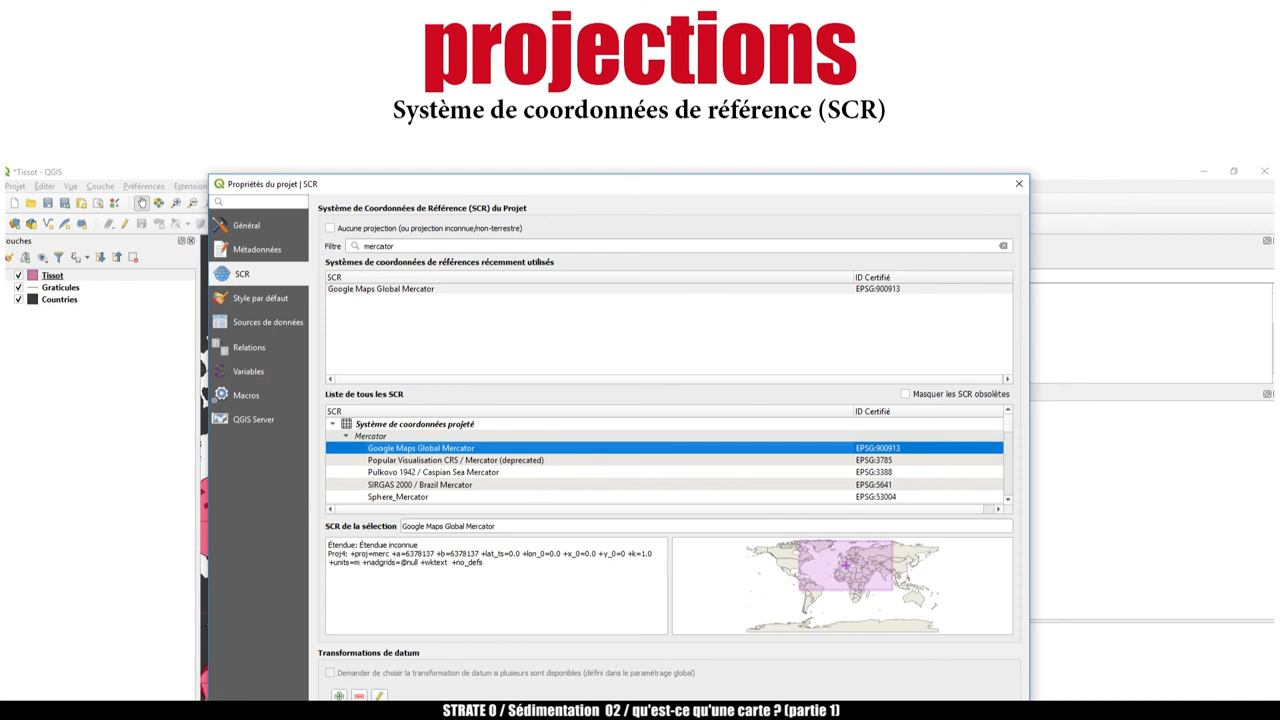 projections
Système de coordonnées de référence (SCR)
*Tissot - QGIS
Projet Éditer Vue Couche Préférences Extension
Propriétés du projet | SCR
ouches
Tissot
Graticules
Countries
Général
Métadonnées
SCR
Style par défaut
Sources de données
Relations
Variables
Macros
QGIS Server
Système de Coordonnées de Référence (SCR) du Projet
Aucune projection (ou projection inconnue/non-terrestre)
Filtre mercator
Systèmes de coordonnées de références récemment utilisés
SCR ID Certifié
Google Maps Global Mercator EPSG:900913
Liste de tous les SCR Masquer les SCR obsolètes
SCR ID Certifié
Système de coordonnées projeté
Mercator
Google Maps Global Mercator EPSG:900913
Popular Visualisation CRS / Mercator (deprecated) EPSG:3785
Pulkovo 1942 / Caspian Sea Mercator EPSG:3388
SIRGAS 2000 / Brazil Mercator EPSG:5641
Sphere_Mercator EPSG:53004
SCR de la sélection Google Maps Global Mercator
Étendue: Étendue inconnue
Proj4: +proj=merc +a=6378137 +b=6378137 +lat_ts=0.0 +lon_0=0.0 +x_0=0.0 +y_0=0 +k=1.0
+units=m +nadgrids=@null +wktext +no_defs
Transformations de datum
Demander de choisir la transformation de datum si plusieurs sont disponibles (défini dans le paramétrage global)
STRATE 0 / Sédimentation 02 / qu'est-ce qu'une carte ? (partie 1)